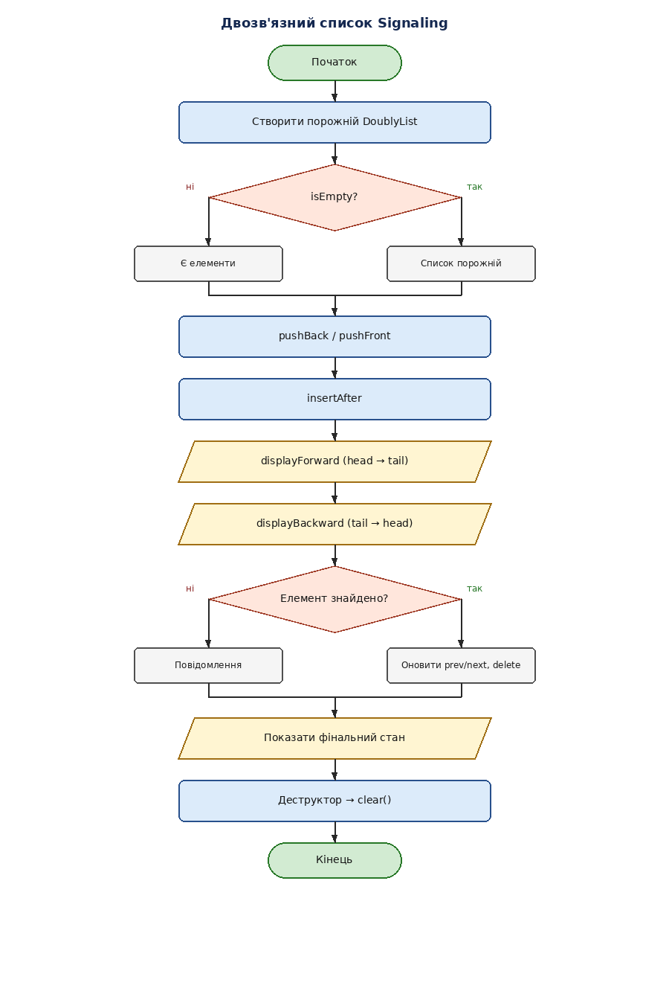 Двозв'язний список Signaling
Початок
Створити порожній DoublyList
ні
так
isEmpty?
Є елементи
Список порожній
pushBack / pushFront
insertAfter
displayForward (head → tail)
displayBackward (tail → head)
ні
так
Елемент знайдено?
Повідомлення
Оновити prev/next, delete
Показати фінальний стан
Деструктор → clear()
Кінець